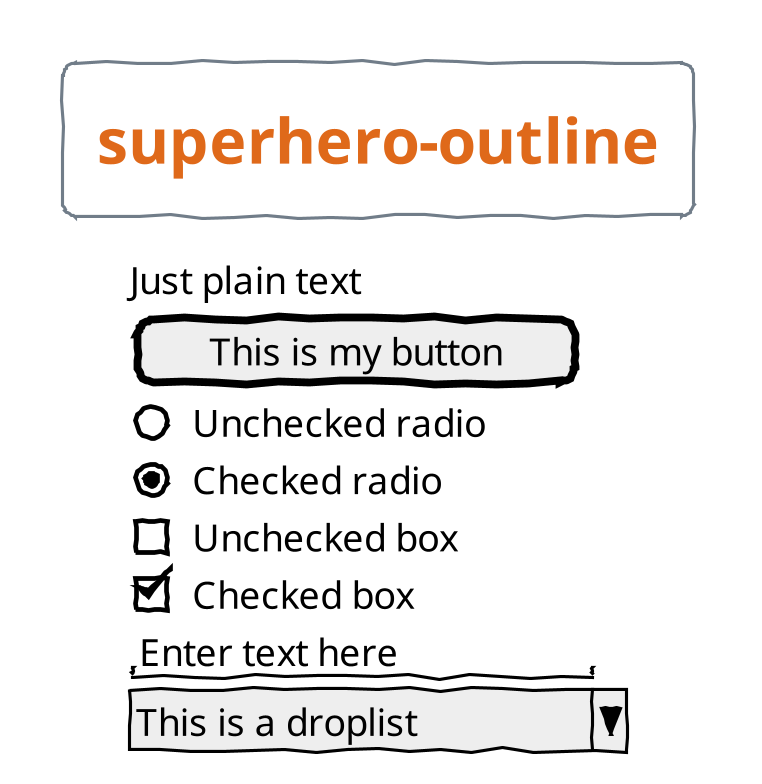 superhero-outline
Just plain text
This is my button
Unchecked radio
Checked radio
Unchecked box
Checked box
Enter text here
This is a droplist